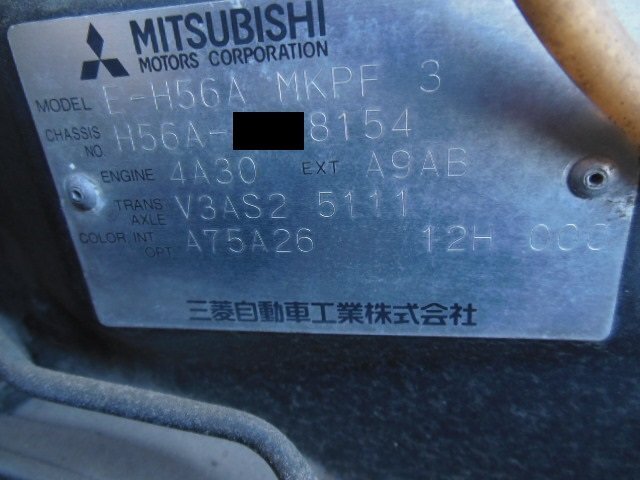 MITSUBISHI
MOTORS CORPORATION
MODEL E-H56A MKPF 3
CHASSIS NO H56A- 8154
ENGINE 4A30 EXT A9AB
TRANS AXLE V3AS2 5111
COLOR. INT. OPT A75A26 12H
三菱自動車工業株式会社